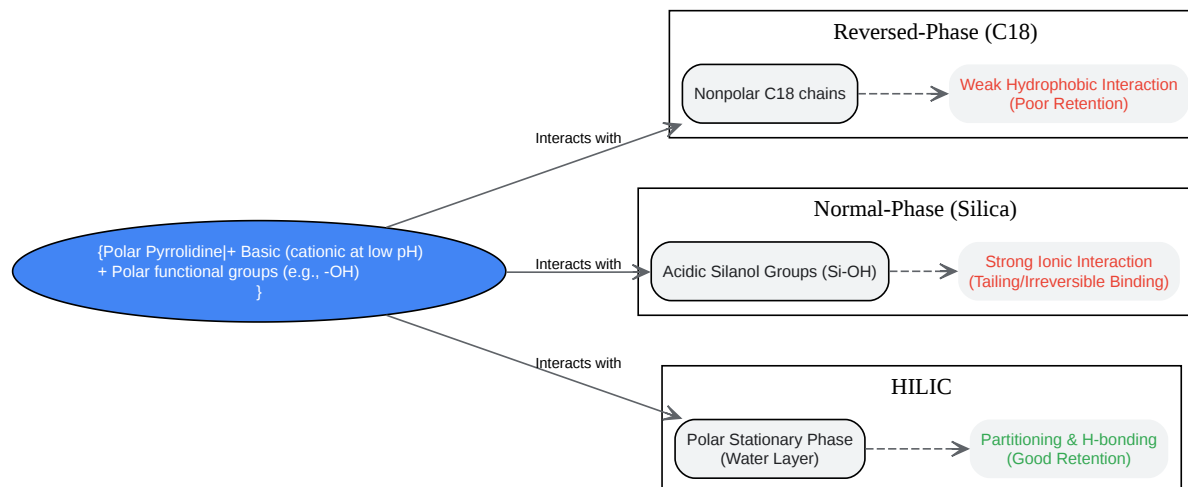 Reversed-Phase (C18)
Nonpolar C18 chains
Weak Hydrophobic Interaction
(Poor Retention)
Interacts with
Normal-Phase (Silica)
{Polar Pyrrolidine|+ Basic (cationic at low pH)
+ Polar functional groups (e.g., -OH)
}
Interacts with
Acidic Silanol Groups (Si-OH)
Strong Ionic Interaction
(Tailing/Irreversible Binding)
Interacts with
HILIC
Polar Stationary Phase
(Water Layer)
Partitioning & H-bonding
(Good Retention)